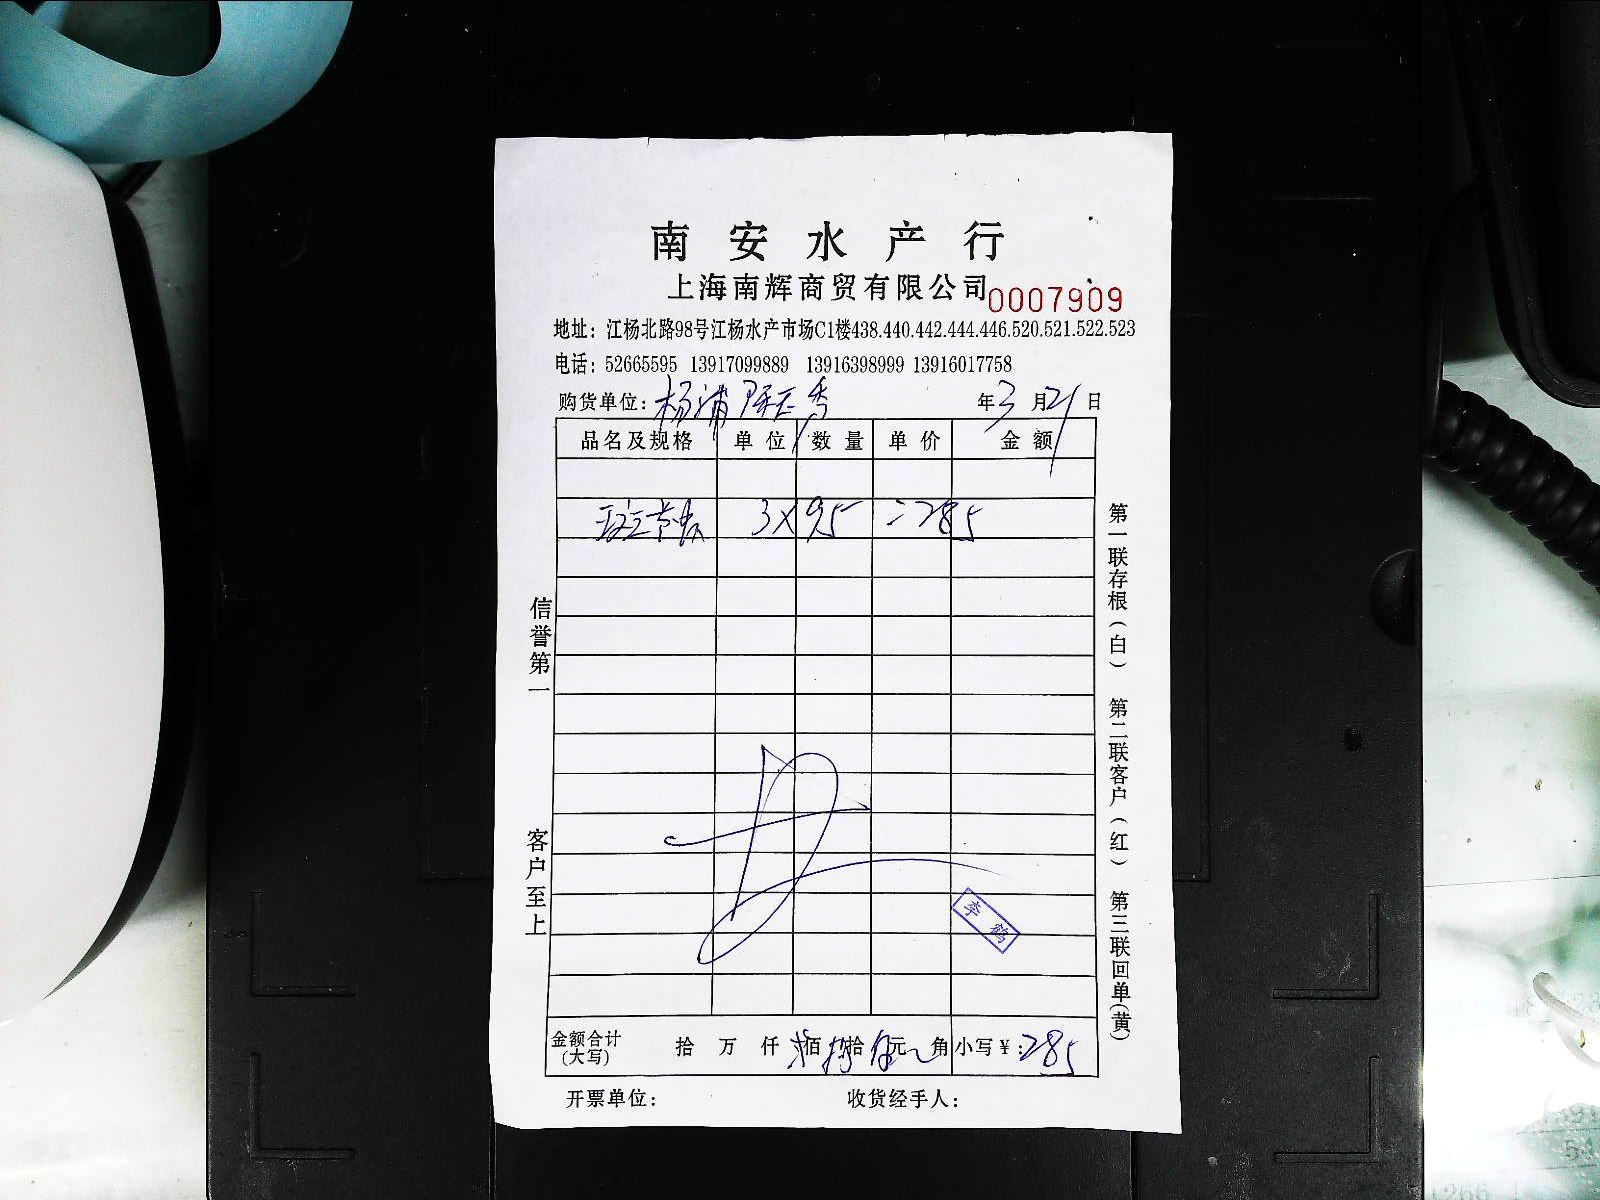 南安水产行
上海南辉商贸有限公司 0007909
地址：江杨北路98号江杨水产市场C1楼438.440.442.444.446.520.521.522.523
电话：52665595 13917099889 13916398999 13916017758
购货单位：杨浦 秀 年3月21日
品名及规格 单位 数量 单价 金额
3×95 =285
信誉第一
客户至上
第一联存根（白） 第二联客户（红） 第三联回单（黄）
李鹤
金额合计（大写） 拾 万 仟 佰 拾 元 角 小写¥：285
开票单位： 收货经手人：